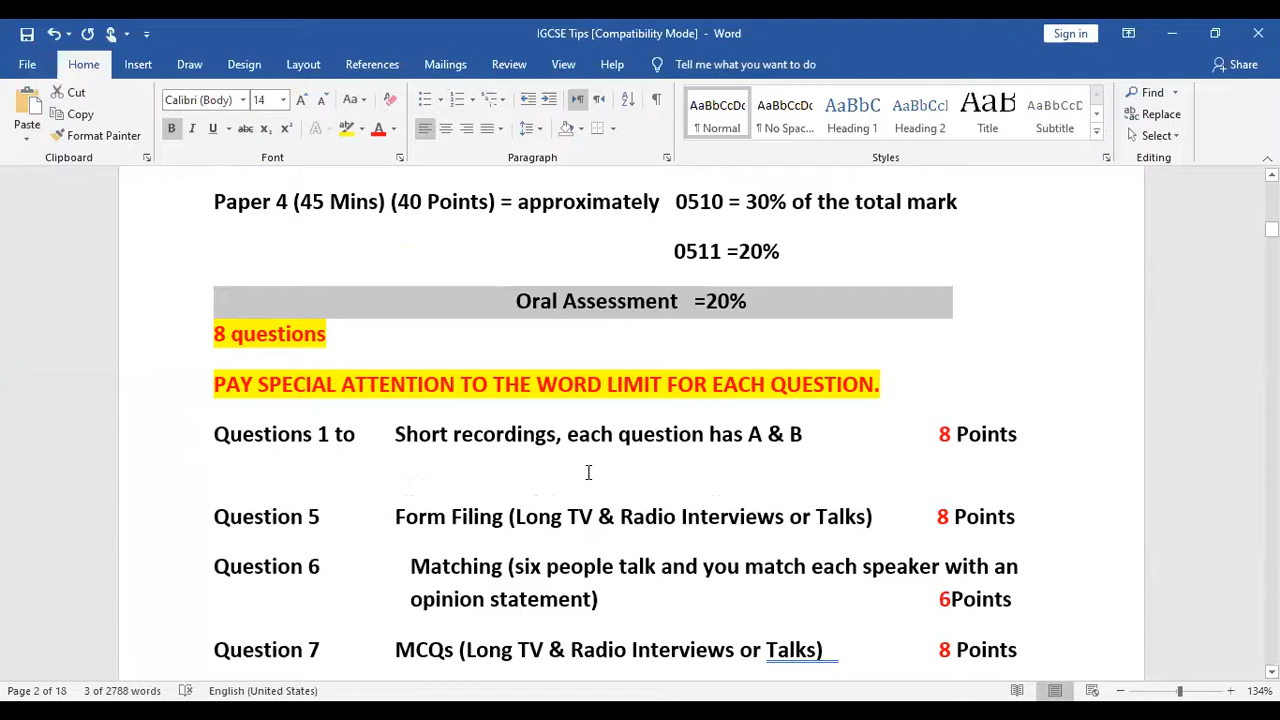 IGCSE Tips [Compatibility Mode] - Word
Sign in
File Home Insert Draw Design Layout References Mailings Review View Help Tell me what you want to do Share
Paste
Cut
Copy
Format Painter
Calibri (Body) 14
AaBbCcDc AaBbCcDc AaBbC AaBbCc AaB AaBbCcD
¶ Normal ¶ No Spac... Heading 1 Heading 2 Title Subtitle
Find
Replace
Select
Clipboard Font Paragraph Styles Editing
Paper 4 (45 Mins) (40 Points) = approximately 0510 = 30% of the total mark
0511 =20%
Oral Assessment =20%
8 questions
PAY SPECIAL ATTENTION TO THE WORD LIMIT FOR EACH QUESTION.
Questions 1 to Short recordings, each question has A & B 8 Points
Question 5 Form Filing (Long TV & Radio Interviews or Talks) 8 Points
Question 6 Matching (six people talk and you match each speaker with an
opinion statement) 6Points
Question 7 MCQs (Long TV & Radio Interviews or Talks) 8 Points
Page 2 of 18 3 of 2788 words English (United States) 134%